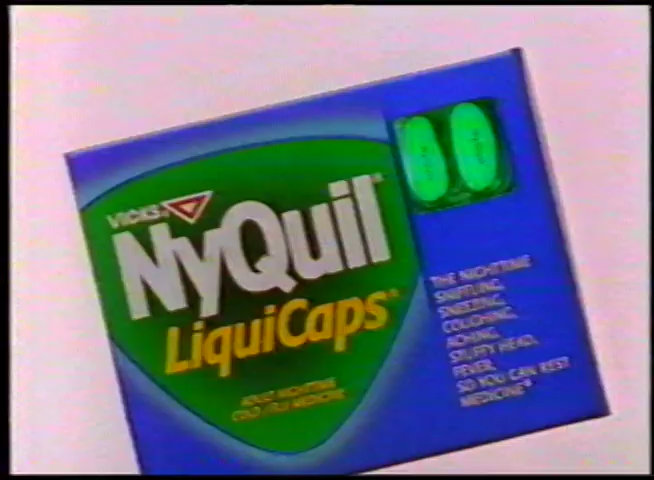 VICKS®
NyQuil®
LiquiCaps®
ADULT NIGHTTIME
COLD/FLU MEDICINE
THE NIGHTTIME
SNIFFLING,
SNEEZING,
COUGHING,
ACHING,
STUFFY HEAD,
FEVER,
SO YOU CAN REST
MEDICINE®